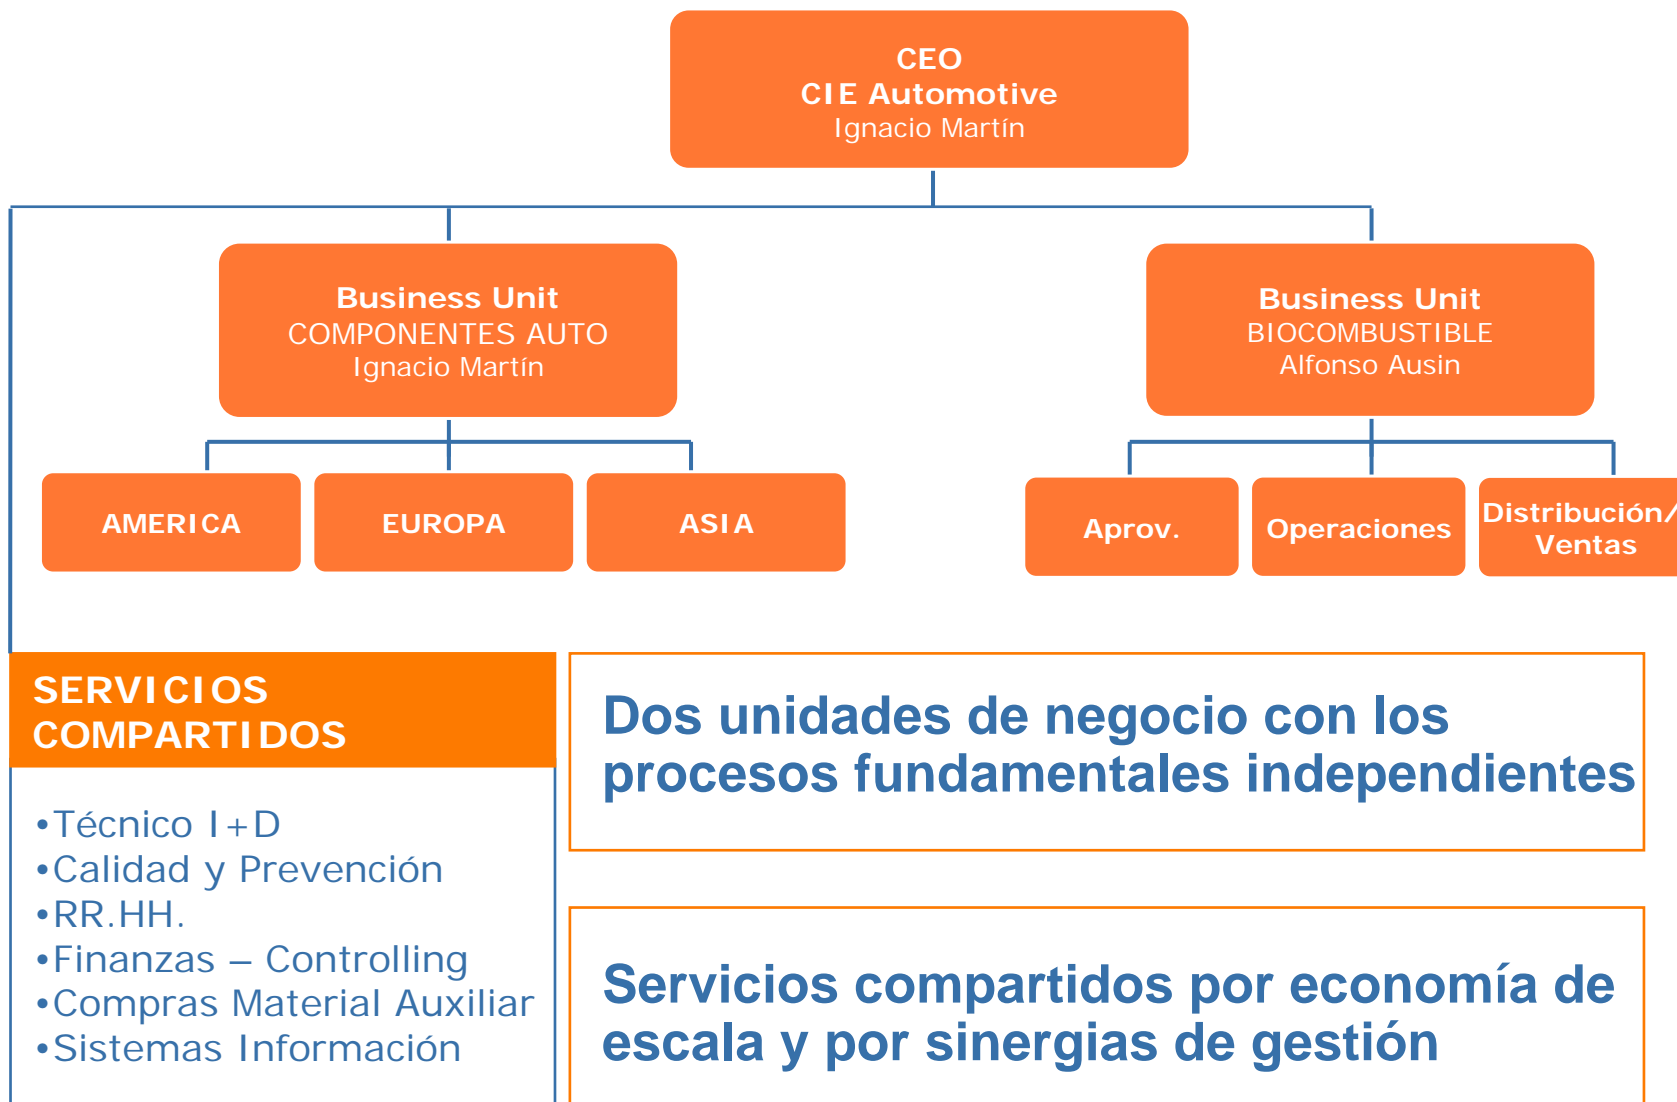 CEO
CIE Automotive
Ignacio Martín
Business Unit
COMPONENTES AUTO
Ignacio Martín
Business Unit
BIOCOMBUSTIBLE
Alfonso Ausin
AMERICA
EUROPA
ASIA
Aprov.
Operaciones
Distribución/
Ventas
SERVICIOS
COMPARTIDOS
•Técnico I+D
•Calidad y Prevención
•RR.HH.
•Finanzas – Controlling
•Compras Material Auxiliar
•Sistemas Información
Dos unidades de negocio con los
procesos fundamentales independientes
Servicios compartidos por economía de
escala y por sinergias de gestión